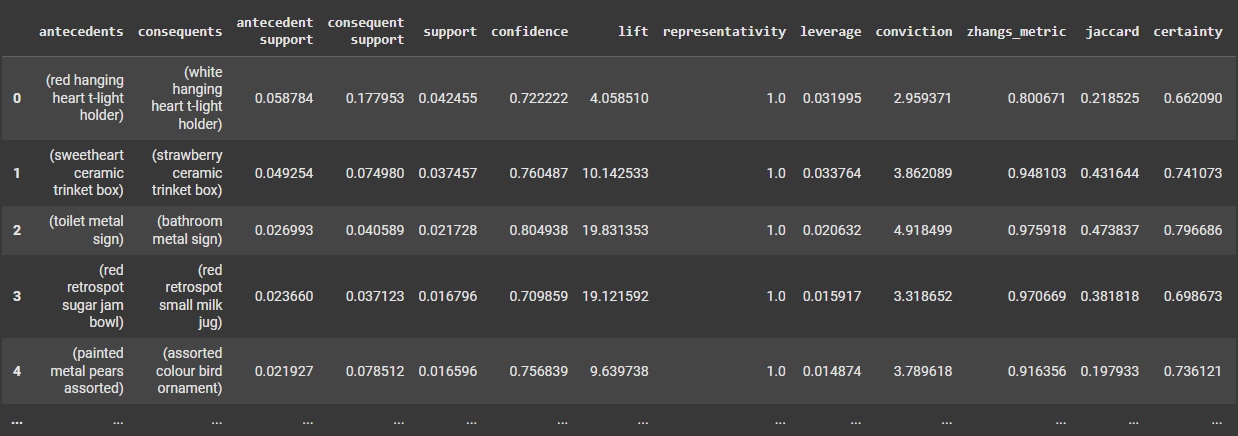 antecedents consequents antecedent support consequent support support confidence lift representativity leverage conviction zhangs_metric jaccard certainty
0 (red hanging heart t-light holder) (white hanging heart t-light holder) 0.058784 0.177953 0.042455 0.722222 4.058510 1.0 0.031995 2.959371 0.800671 0.218525 0.662090
1 (sweetheart ceramic trinket box) (strawberry ceramic trinket box) 0.049254 0.074980 0.037457 0.760487 10.142533 1.0 0.033764 3.862089 0.948103 0.431644 0.741073
2 (toilet metal sign) (bathroom metal sign) 0.026993 0.040589 0.021728 0.804938 19.831353 1.0 0.020632 4.918499 0.975918 0.473837 0.796686
3 (red retrospot sugar jam bowl) (red retrospot small milk jug) 0.023660 0.037123 0.016796 0.709859 19.121592 1.0 0.015917 3.318652 0.970669 0.381818 0.698673
4 (painted metal pears assorted) (assorted colour bird ornament) 0.021927 0.078512 0.016596 0.756839 9.639738 1.0 0.014874 3.789618 0.916356 0.197933 0.736121
... ... ... ... ... ... ... ... ... ... ... ... ... ...